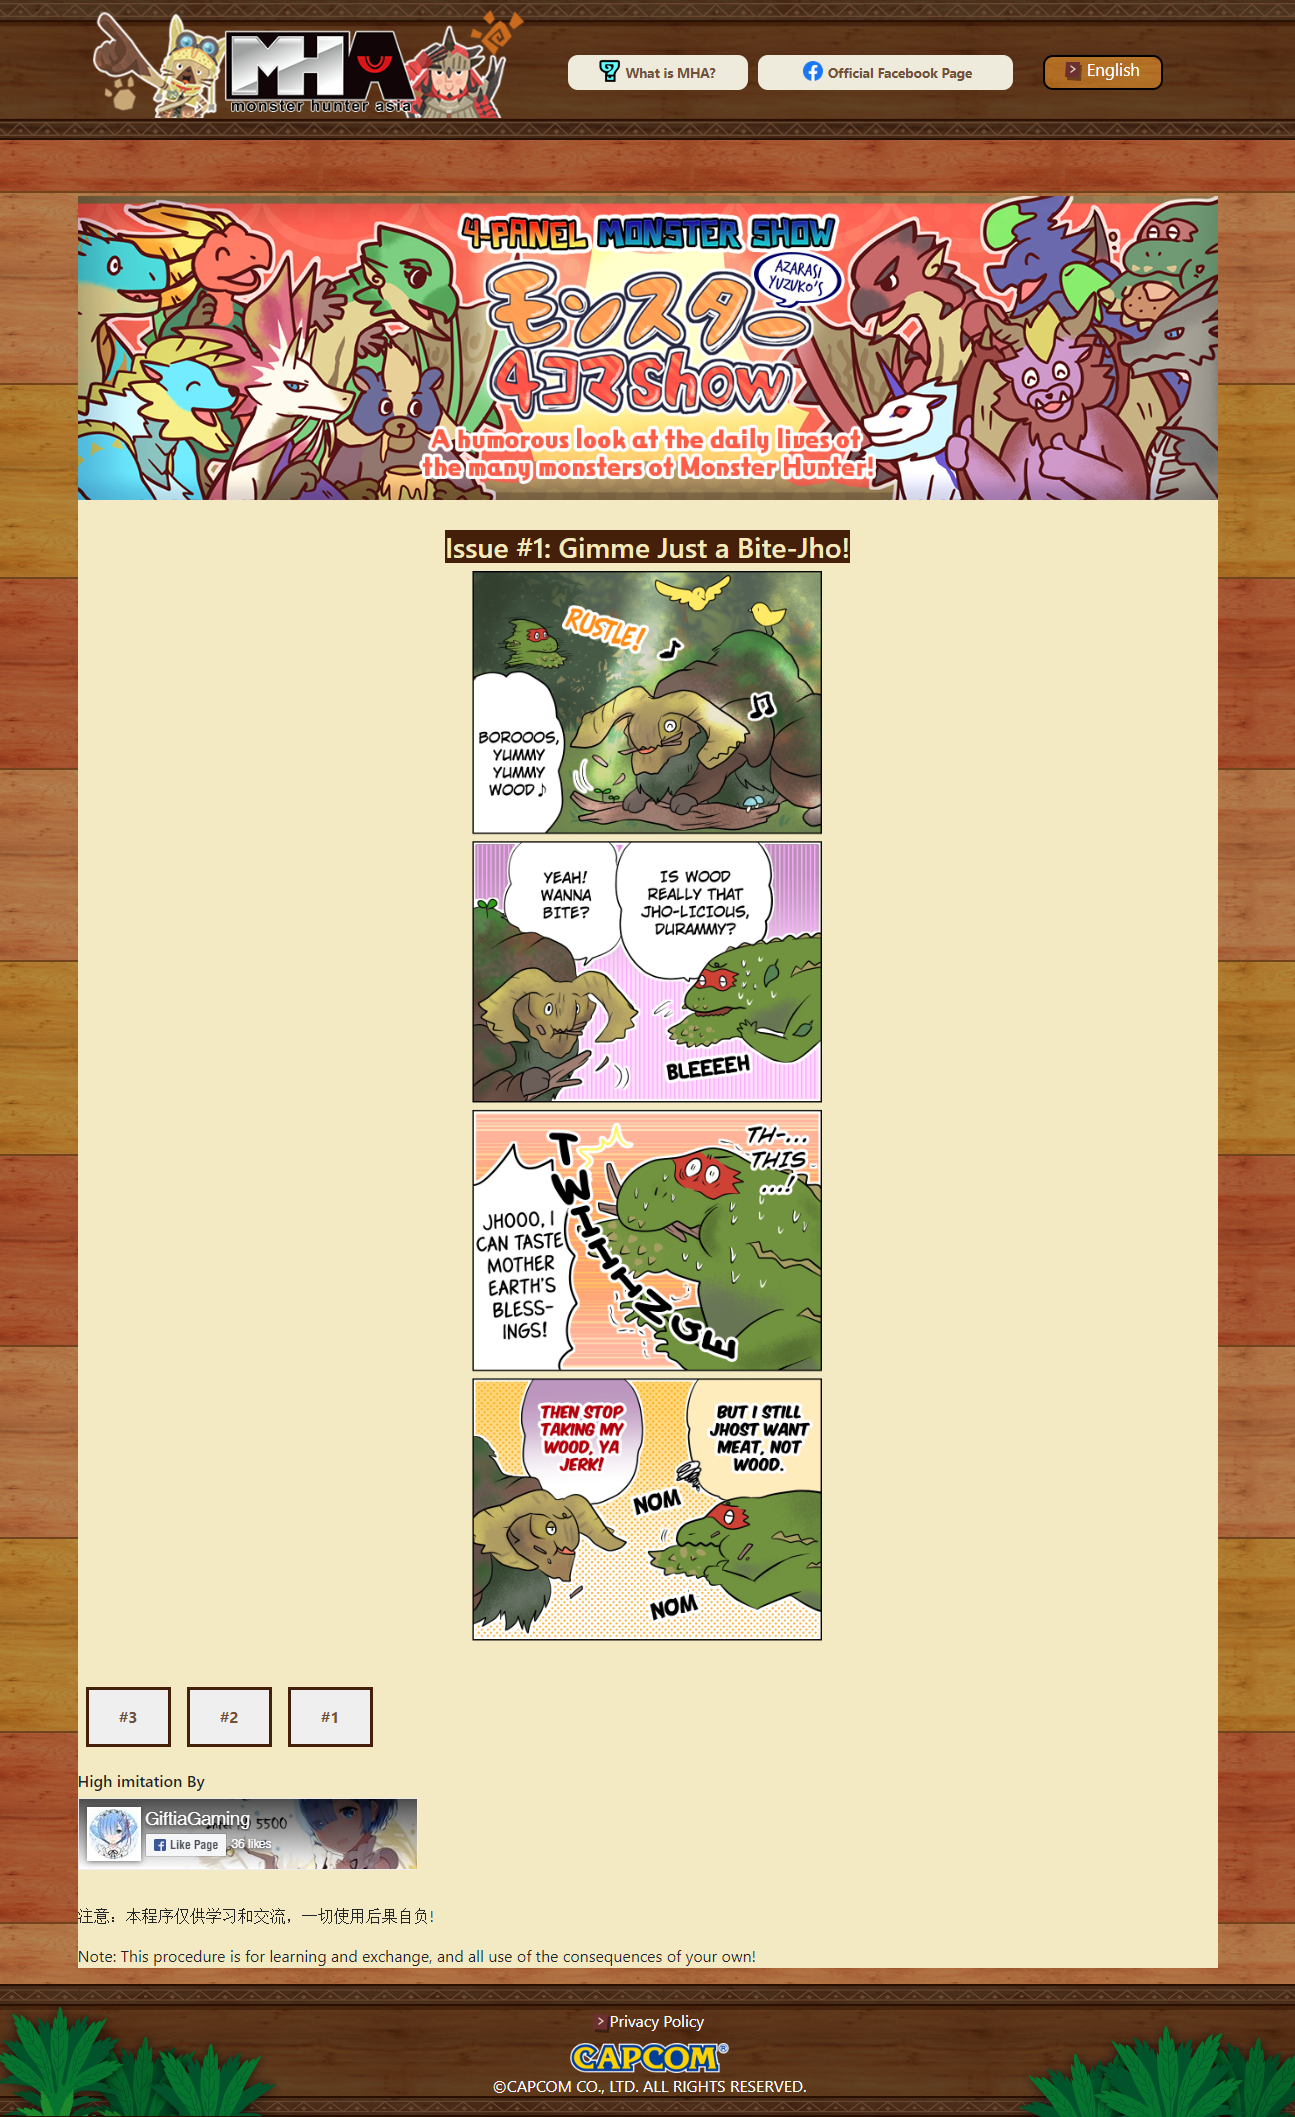 MHA
monster hunter asia
What is MHA?
Official Facebook Page
English
4-PANEL MONSTER SHOW
AZARASI
YUZUKO'S
モンスター
4コマshow
A humorous look at the daily lives of
the many monsters of Monster Hunter!
Issue #1: Gimme Just a Bite-Jho!
RUSTLE!
BOROOOS,
YUMMY
YUMMY
WOOD♪
YEAH!
WANNA
BITE?
IS WOOD
REALLY THAT
JHO-LICIOUS,
DURAMMY?
BLEEEEH
TH-...
THIS
...!
TWHHHNGE
JHOOO, I
CAN TASTE
MOTHER
EARTH'S
BLESS-
INGS!
THEN STOP
TAKING MY
WOOD, YA
JERK!
BUT I STILL
JHOST WANT
MEAT, NOT
WOOD.
NOM
NOM
#3
#2
#1
High imitation By
GiftiaGaming
5500
Like Page
36 likes
注意：本程序仅供学习和交流，一切使用后果自负!
Note: This procedure is for learning and exchange, and all use of the consequences of your own!
Privacy Policy
CAPCOM®
©CAPCOM CO., LTD. ALL RIGHTS RESERVED.